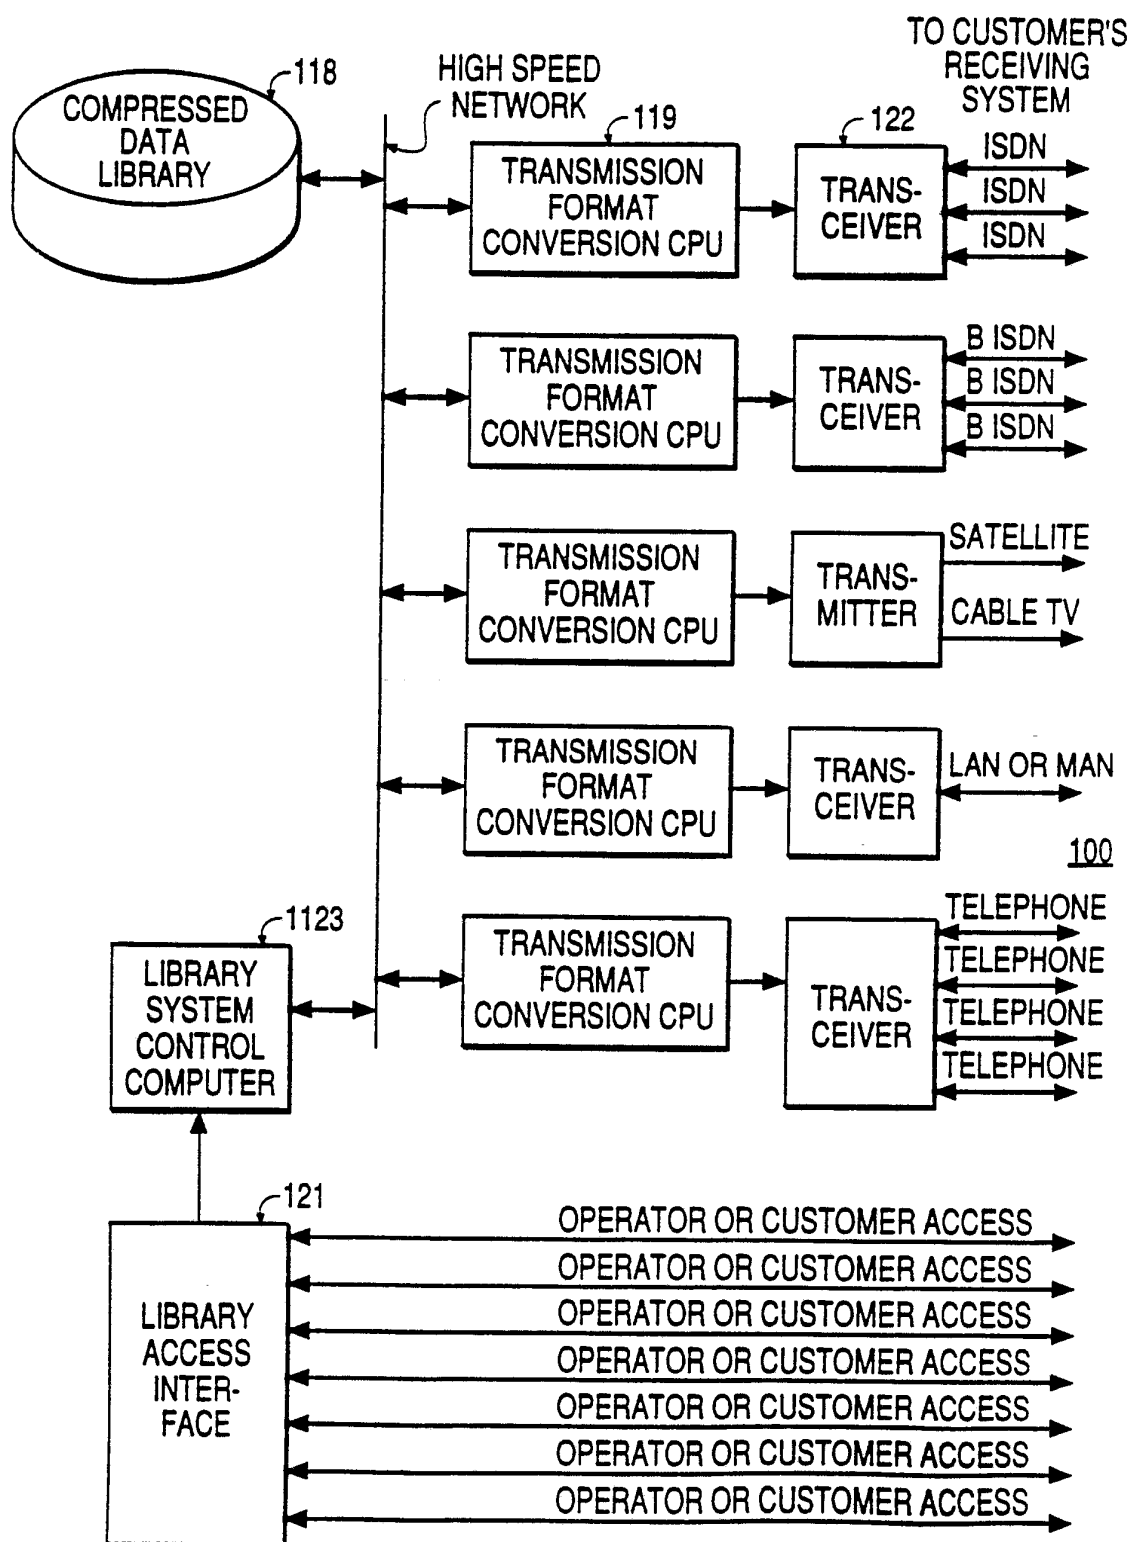 TO CUSTOMER'S
RECEIVING
SYSTEM
118
COMPRESSED
DATA
LIBRARY
HIGH SPEED
NETWORK
119
TRANSMISSION
FORMAT
CONVERSION CPU
122
TRANS-
CEIVER
ISDN
ISDN
ISDN
TRANSMISSION
FORMAT
CONVERSION CPU
TRANS-
CEIVER
B ISDN
B ISDN
B ISDN
TRANSMISSION
FORMAT
CONVERSION CPU
TRANS-
MITTER
SATELLITE
CABLE TV
TRANSMISSION
FORMAT
CONVERSION CPU
TRANS-
CEIVER
LAN OR MAN
100
TRANSMISSION
FORMAT
CONVERSION CPU
TRANS-
CEIVER
TELEPHONE
TELEPHONE
TELEPHONE
TELEPHONE
1123
LIBRARY
SYSTEM
CONTROL
COMPUTER
121
LIBRARY
ACCESS
INTER-
FACE
OPERATOR OR CUSTOMER ACCESS
OPERATOR OR CUSTOMER ACCESS
OPERATOR OR CUSTOMER ACCESS
OPERATOR OR CUSTOMER ACCESS
OPERATOR OR CUSTOMER ACCESS
OPERATOR OR CUSTOMER ACCESS
OPERATOR OR CUSTOMER ACCESS